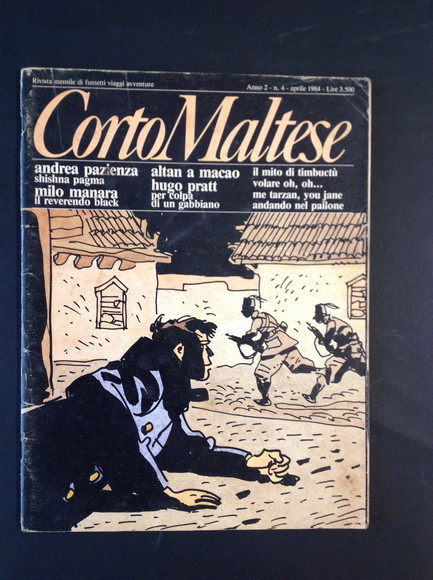 Rivista mensile di fumetti viaggi avventure
Anno 2 - n. 4 - aprile 1984 - Lire 3.500
Corto Maltese
andrea pazienza
shishna pagma
milo manara
il reverendo black
altan a macao
hugo pratt
per colpa
di un gabbiano
il mito di timbuctù
volare oh, oh...
me tarzan, you jane
andando nel pallone